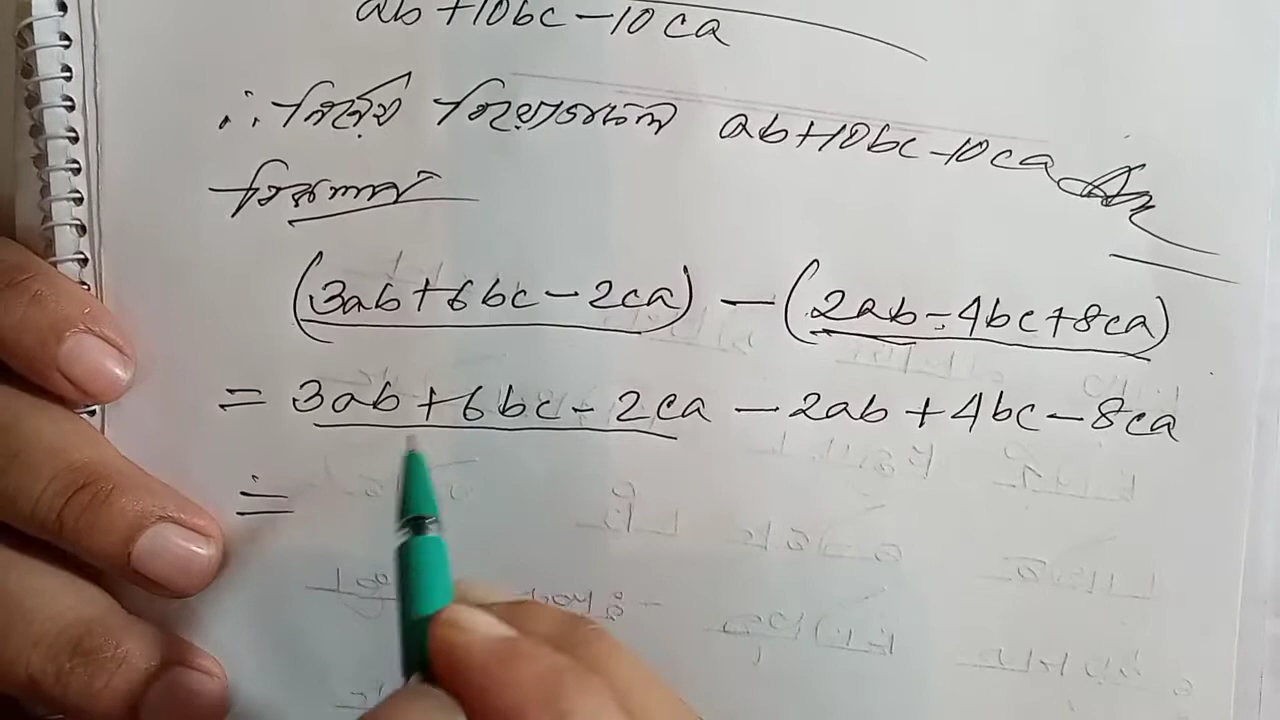 ab+10bc-10ca
∴ নির্ণেয় বিয়োগফল ab+10bc-10ca
বিকল্প
(3ab+6bc-2ca) - (2ab-4bc+8ca)
= 3ab+6bc-2ca-2ab+4bc-8ca
=